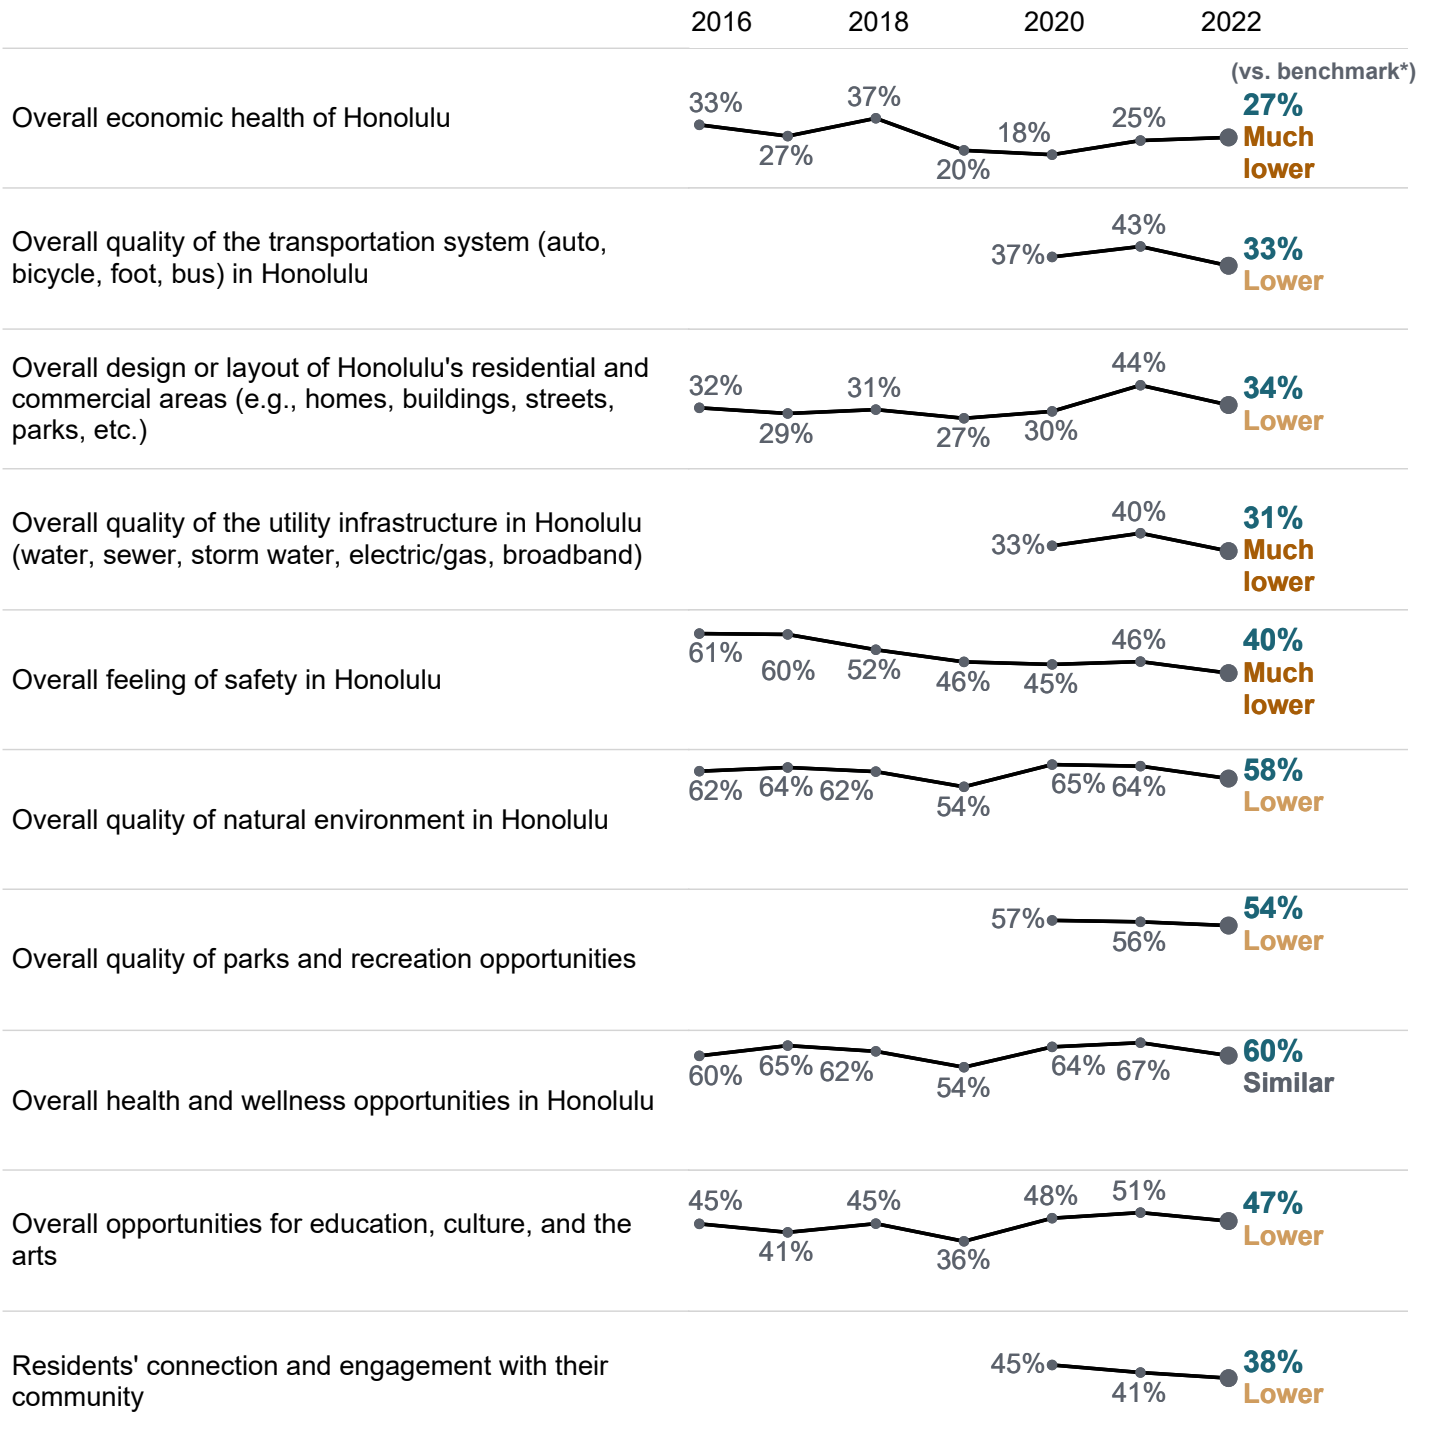 2016 2018 2020 2022
(vs. benchmark*)
Overall economic health of Honolulu
33% 27% 37% 20% 18% 25% 27%
Much
lower
Overall quality of the transportation system (auto,
bicycle, foot, bus) in Honolulu
37% 43% 33%
Lower
Overall design or layout of Honolulu's residential and
commercial areas (e.g., homes, buildings, streets,
parks, etc.)
32% 29% 31% 27% 30% 44% 34%
Lower
Overall quality of the utility infrastructure in Honolulu
(water, sewer, storm water, electric/gas, broadband)
33% 40% 31%
Much
lower
Overall feeling of safety in Honolulu
61% 60% 52% 46% 45% 46% 40%
Much
lower
Overall quality of natural environment in Honolulu
62% 64% 62% 54% 65% 64% 58%
Lower
Overall quality of parks and recreation opportunities
57% 56% 54%
Lower
Overall health and wellness opportunities in Honolulu
60% 65% 62% 54% 64% 67% 60%
Similar
Overall opportunities for education, culture, and the
arts
45% 41% 45% 36% 48% 51% 47%
Lower
Residents' connection and engagement with their
community
45% 41% 38%
Lower